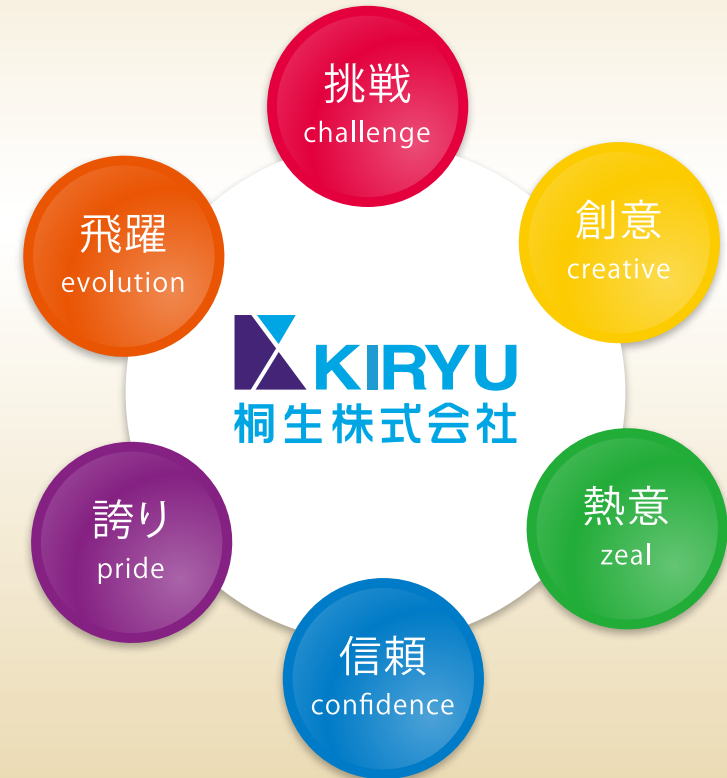 挑戦
challenge
創意
creative
熱意
zeal
信頼
confidence
誇り
pride
飛躍
evolution
KIRYU
桐生株式会社